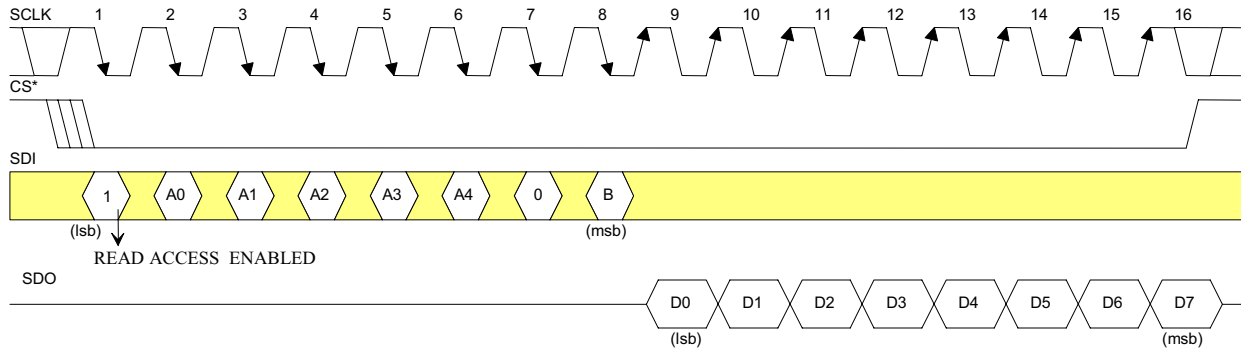 SCLK 1 2 3 4 5 6 7 8 9 10 11 12 13 14 15 16
CS*
SDI
1 A0 A1 A2 A3 A4 0 B
(lsb) (msb)
READ ACCESS ENABLED
SDO
D0 D1 D2 D3 D4 D5 D6 D7
(lsb) (msb)